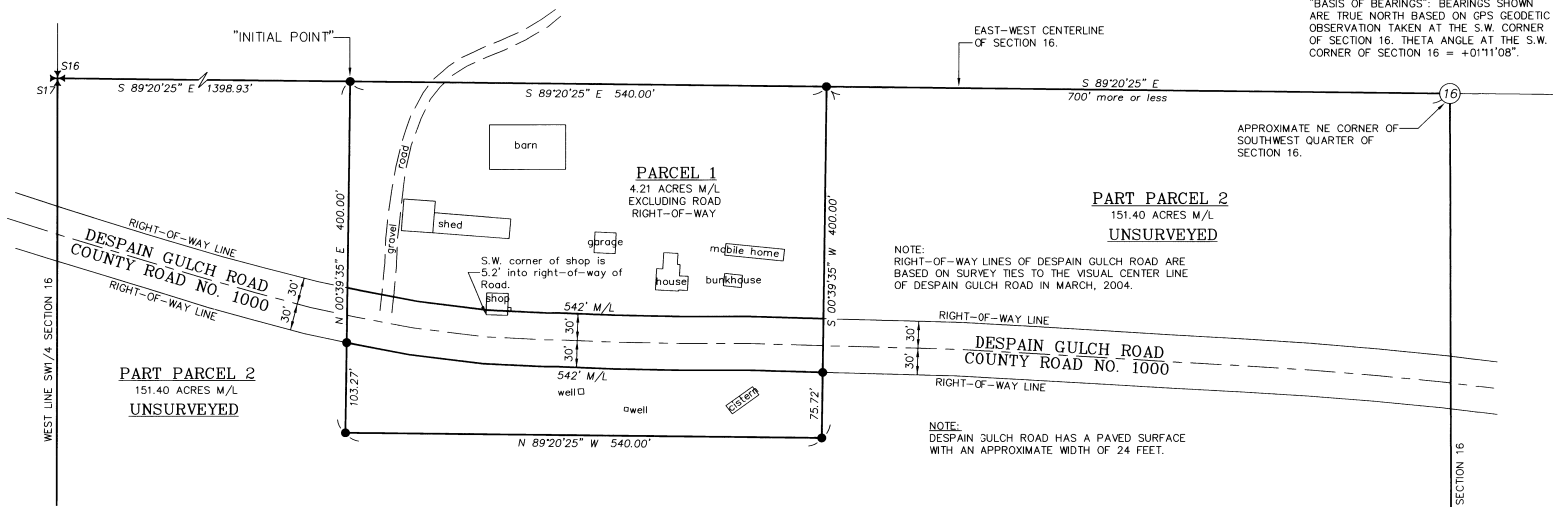 "BASIS OF BEARINGS": BEARINGS SHOWN
ARE TRUE NORTH BASED ON GPS GEODETIC
OBSERVATION TAKEN AT THE S.W. CORNER
OF SECTION 16. THETA ANGLE AT THE S.W.
CORNER OF SECTION 16 = +01°11'08".
"INITIAL POINT"
EAST-WEST CENTERLINE
OF SECTION 16.
S16
S17
S 89°20'25" E 1398.93'
S 89°20'25" E 540.00'
S 89°20'25" E
700' more or less
16
APPROXIMATE NE CORNER OF
SOUTHWEST QUARTER OF
SECTION 16.
barn
road
gravel
PARCEL 1
4.21 ACRES M/L
EXCLUDING ROAD
RIGHT-OF-WAY
PART PARCEL 2
151.40 ACRES M/L
UNSURVEYED
N 00°39'35" E 400.00'
S 00°39'35" W 400.00'
shed
garage
mobile home
house
bunkhouse
S.W. corner of shop is
5.2' into right-of-way of
Road.
shop
NOTE:
RIGHT-OF-WAY LINES OF DESPAIN GULCH ROAD ARE
BASED ON SURVEY TIES TO THE VISUAL CENTER LINE
OF DESPAIN GULCH ROAD IN MARCH, 2004.
RIGHT-OF-WAY LINE
DESPAIN GULCH ROAD
COUNTY ROAD NO. 1000
RIGHT-OF-WAY LINE
30'
30'
542' M/L
30'
30'
542' M/L
RIGHT-OF-WAY LINE
30'
30'
DESPAIN GULCH ROAD
COUNTY ROAD NO. 1000
RIGHT-OF-WAY LINE
WEST LINE SW1/4 SECTION 16
PART PARCEL 2
151.40 ACRES M/L
UNSURVEYED
103.27'
well
well
cistern
75.72'
N 89°20'25" W 540.00'
NOTE:
DESPAIN GULCH ROAD HAS A PAVED SURFACE
WITH AN APPROXIMATE WIDTH OF 24 FEET.
SECTION 16